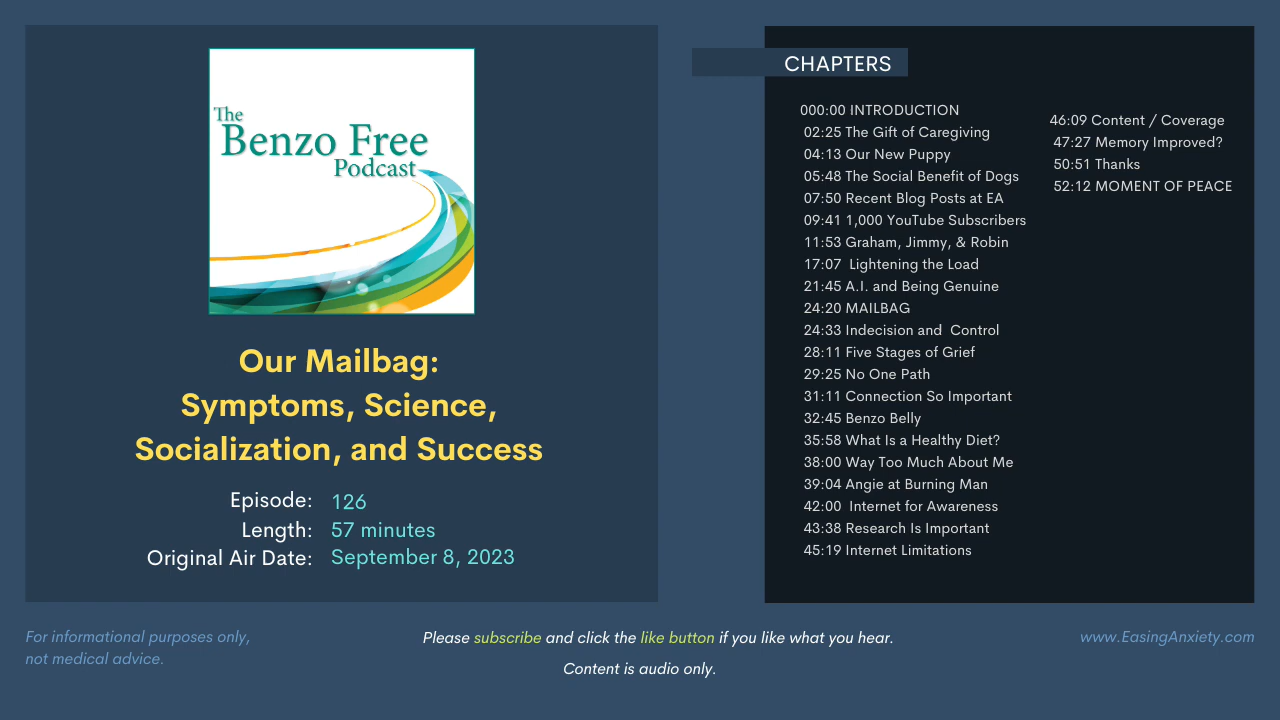 The
Benzo Free
Podcast
Our Mailbag:
Symptoms, Science,
Socialization, and Success
Episode: 126
Length: 57 minutes
Original Air Date: September 8, 2023
CHAPTERS
000:00 INTRODUCTION
02:25 The Gift of Caregiving
04:13 Our New Puppy
05:48 The Social Benefit of Dogs
07:50 Recent Blog Posts at EA
09:41 1,000 YouTube Subscribers
11:53 Graham, Jimmy, & Robin
17:07 Lightening the Load
21:45 A.I. and Being Genuine
24:20 MAILBAG
24:33 Indecision and Control
28:11 Five Stages of Grief
29:25 No One Path
31:11 Connection So Important
32:45 Benzo Belly
35:58 What Is a Healthy Diet?
38:00 Way Too Much About Me
39:04 Angie at Burning Man
42:00 Internet for Awareness
43:38 Research Is Important
45:19 Internet Limitations
46:09 Content / Coverage
47:27 Memory Improved?
50:51 Thanks
52:12 MOMENT OF PEACE
For informational purposes only,
not medical advice.
Please subscribe and click the like button if you like what you hear.
Content is audio only.
www.EasingAnxiety.com